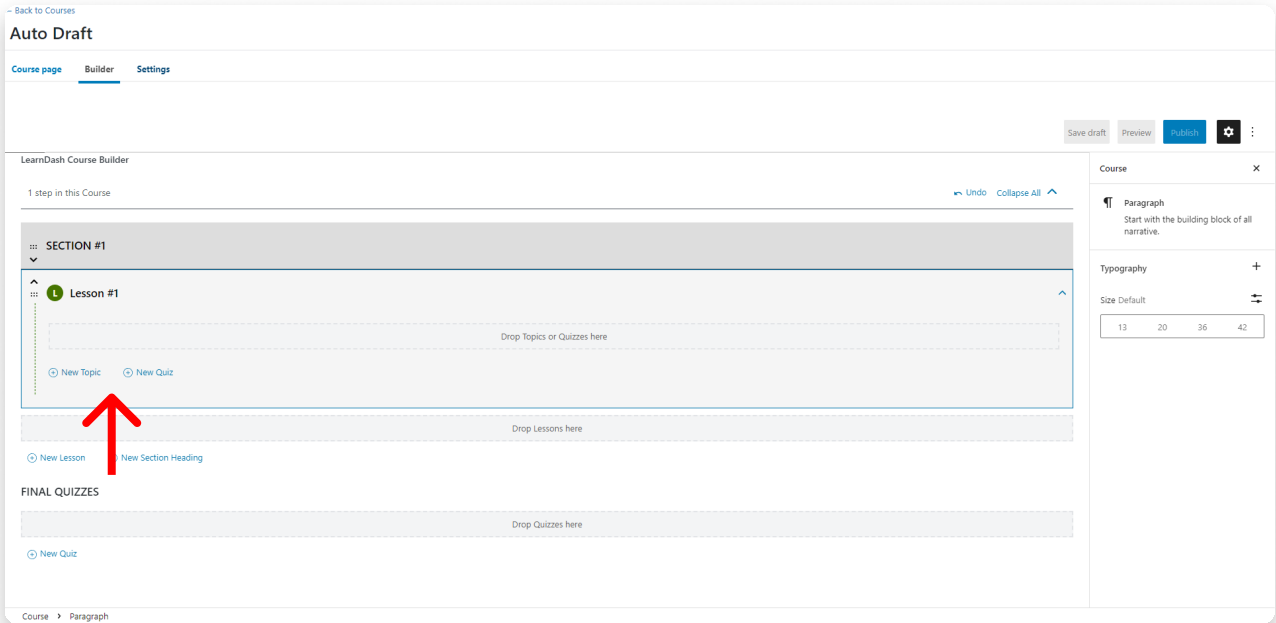 ← Back to Courses
Auto Draft
Course page Builder Settings
Save draft Preview Publish
LearnDash Course Builder
1 step in this Course
Undo Collapse All
SECTION #1
L Lesson #1
Drop Topics or Quizzes here
New Topic New Quiz
Drop Lessons here
New Lesson New Section Heading
FINAL QUIZZES
Drop Quizzes here
New Quiz
Course
Paragraph
Start with the building block of all
narrative.
Typography
Size Default
13 20 36 42
Course > Paragraph